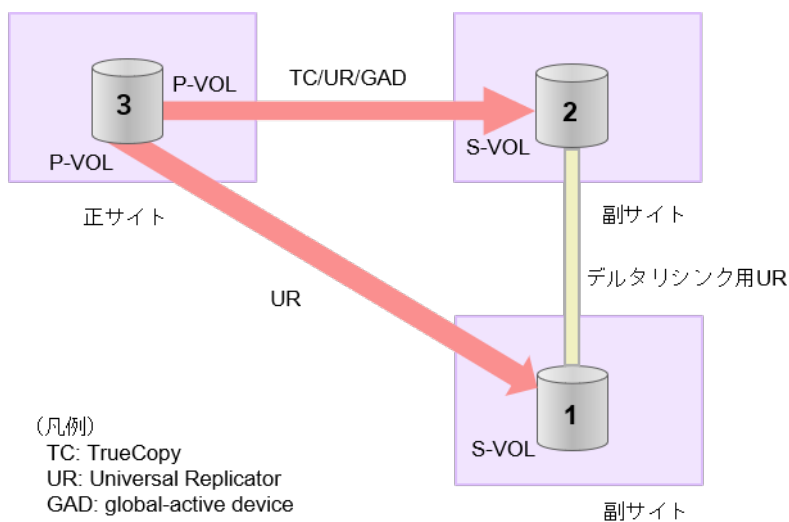 P-VOL
TC/UR/GAD
3
2
S-VOL
P-VOL
正サイト
副サイト
デルタリシンク用UR
UR
1
S-VOL
(凡例)
TC: TrueCopy
UR: Universal Replicator
GAD: global-active device
副サイト